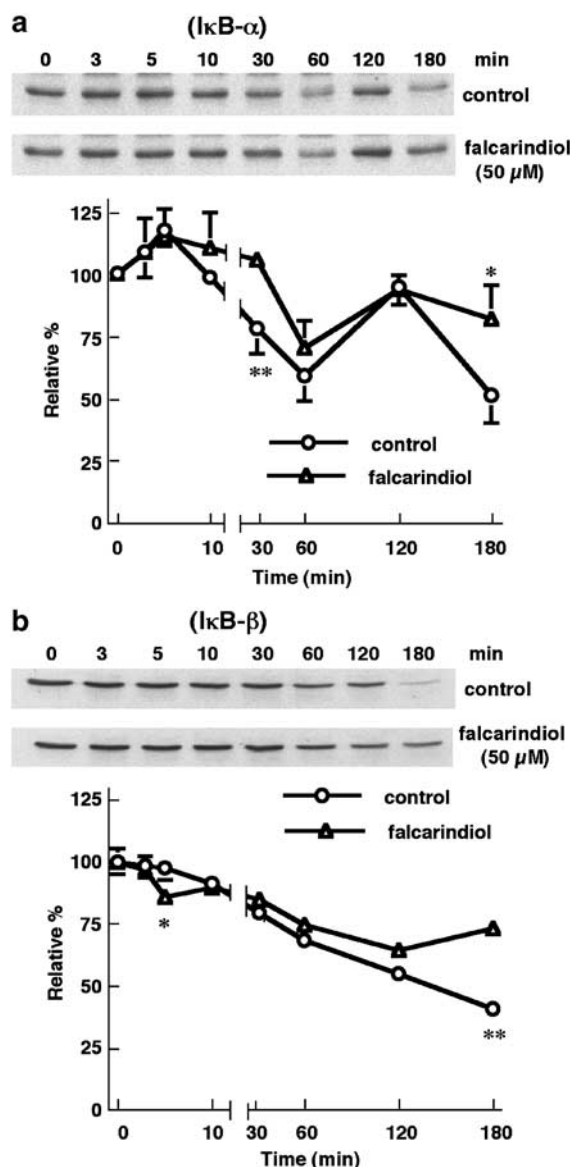 a
(IκB-α)
0 3 5 10 30 60 120 180 min
control
falcarindiol
(50 µM)
125
100
75
50
25
0
Relative %
*
**
control
falcarindiol
0 10 30 60 120 180
Time (min)
b
(IκB-β)
0 3 5 10 30 60 120 180 min
control
falcarindiol
(50 µM)
125
100
75
50
25
0
Relative %
control
falcarindiol
*
**
0 10 30 60 120 180
Time (min)